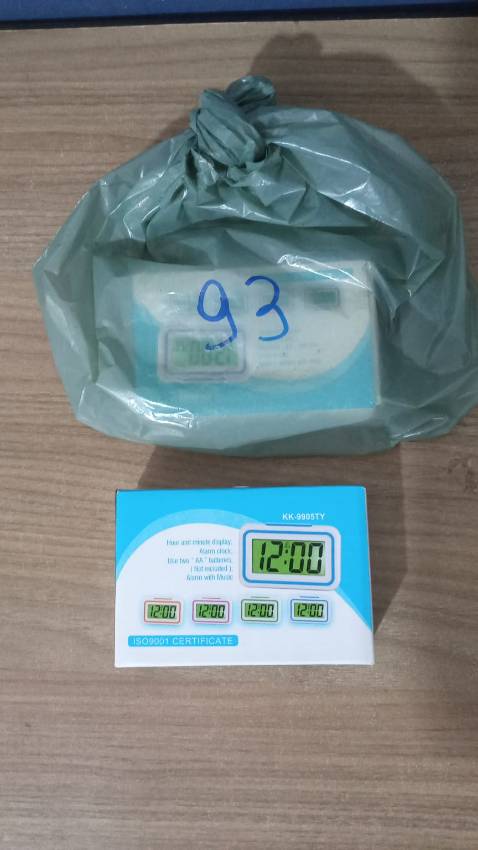 93
KK-9905TY
Hour and minute display;
Alarm clock;
Use two " AA " batteries;
( Not included );
Alarm with Music
12:00
12:00 12:00 12:00 12:00
ISO9001 CERTIFICATE